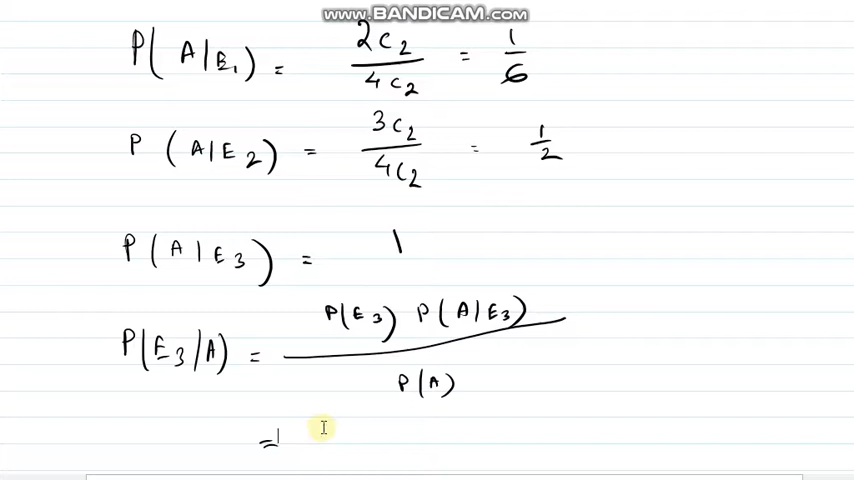 www.BANDICAM.com
P( A|E₁) = 2c₂/4c₂ = 1/6
P ( A|E₂) = 3c₂/4c₂ = 1/2
P ( A|E₃) = 1
P(E₃/A) = P(E₃) P(A|E₃)/P(A)
=